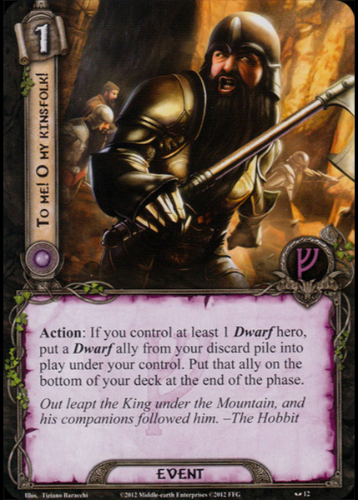 1
To me! O my kinsfolk!
Action: If you control at least 1 Dwarf hero,
put a Dwarf ally from your discard pile into
play under your control. Put that ally on the
bottom of your deck at the end of the phase.
Out leapt the King under the Mountain, and
his companions followed him. –The Hobbit
EVENT
Illus. Tiziano Baracchi ©2012 Middle-earth Enterprises ©2012 FFG 12